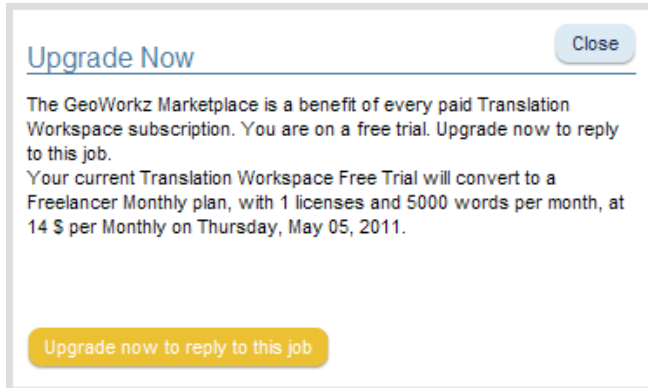 Close
Upgrade Now
The GeoWorkz Marketplace is a benefit of every paid Translation
Workspace subscription. You are on a free trial. Upgrade now to reply
to this job.
Your current Translation Workspace Free Trial will convert to a
Freelancer Monthly plan, with 1 licenses and 5000 words per month, at
14 $ per Monthly on Thursday, May 05, 2011.
Upgrade now to reply to this job